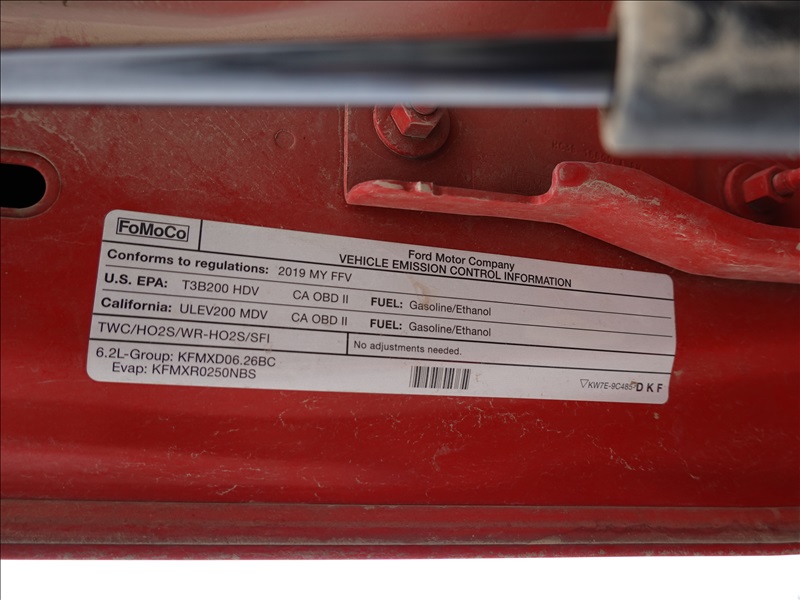 FoMoCo
Ford Motor Company
VEHICLE EMISSION CONTROL INFORMATION
Conforms to regulations: 2019 MY FFV
U.S. EPA: T3B200 HDV CA OBD II FUEL: Gasoline/Ethanol
California: ULEV200 MDV CA OBD II FUEL: Gasoline/Ethanol
TWC/HO2S/WR-HO2S/SFI
No adjustments needed.
6.2L-Group: KFMXD06.26BC
Evap: KFMXR0250NBS
KW7E-9C485- D K F